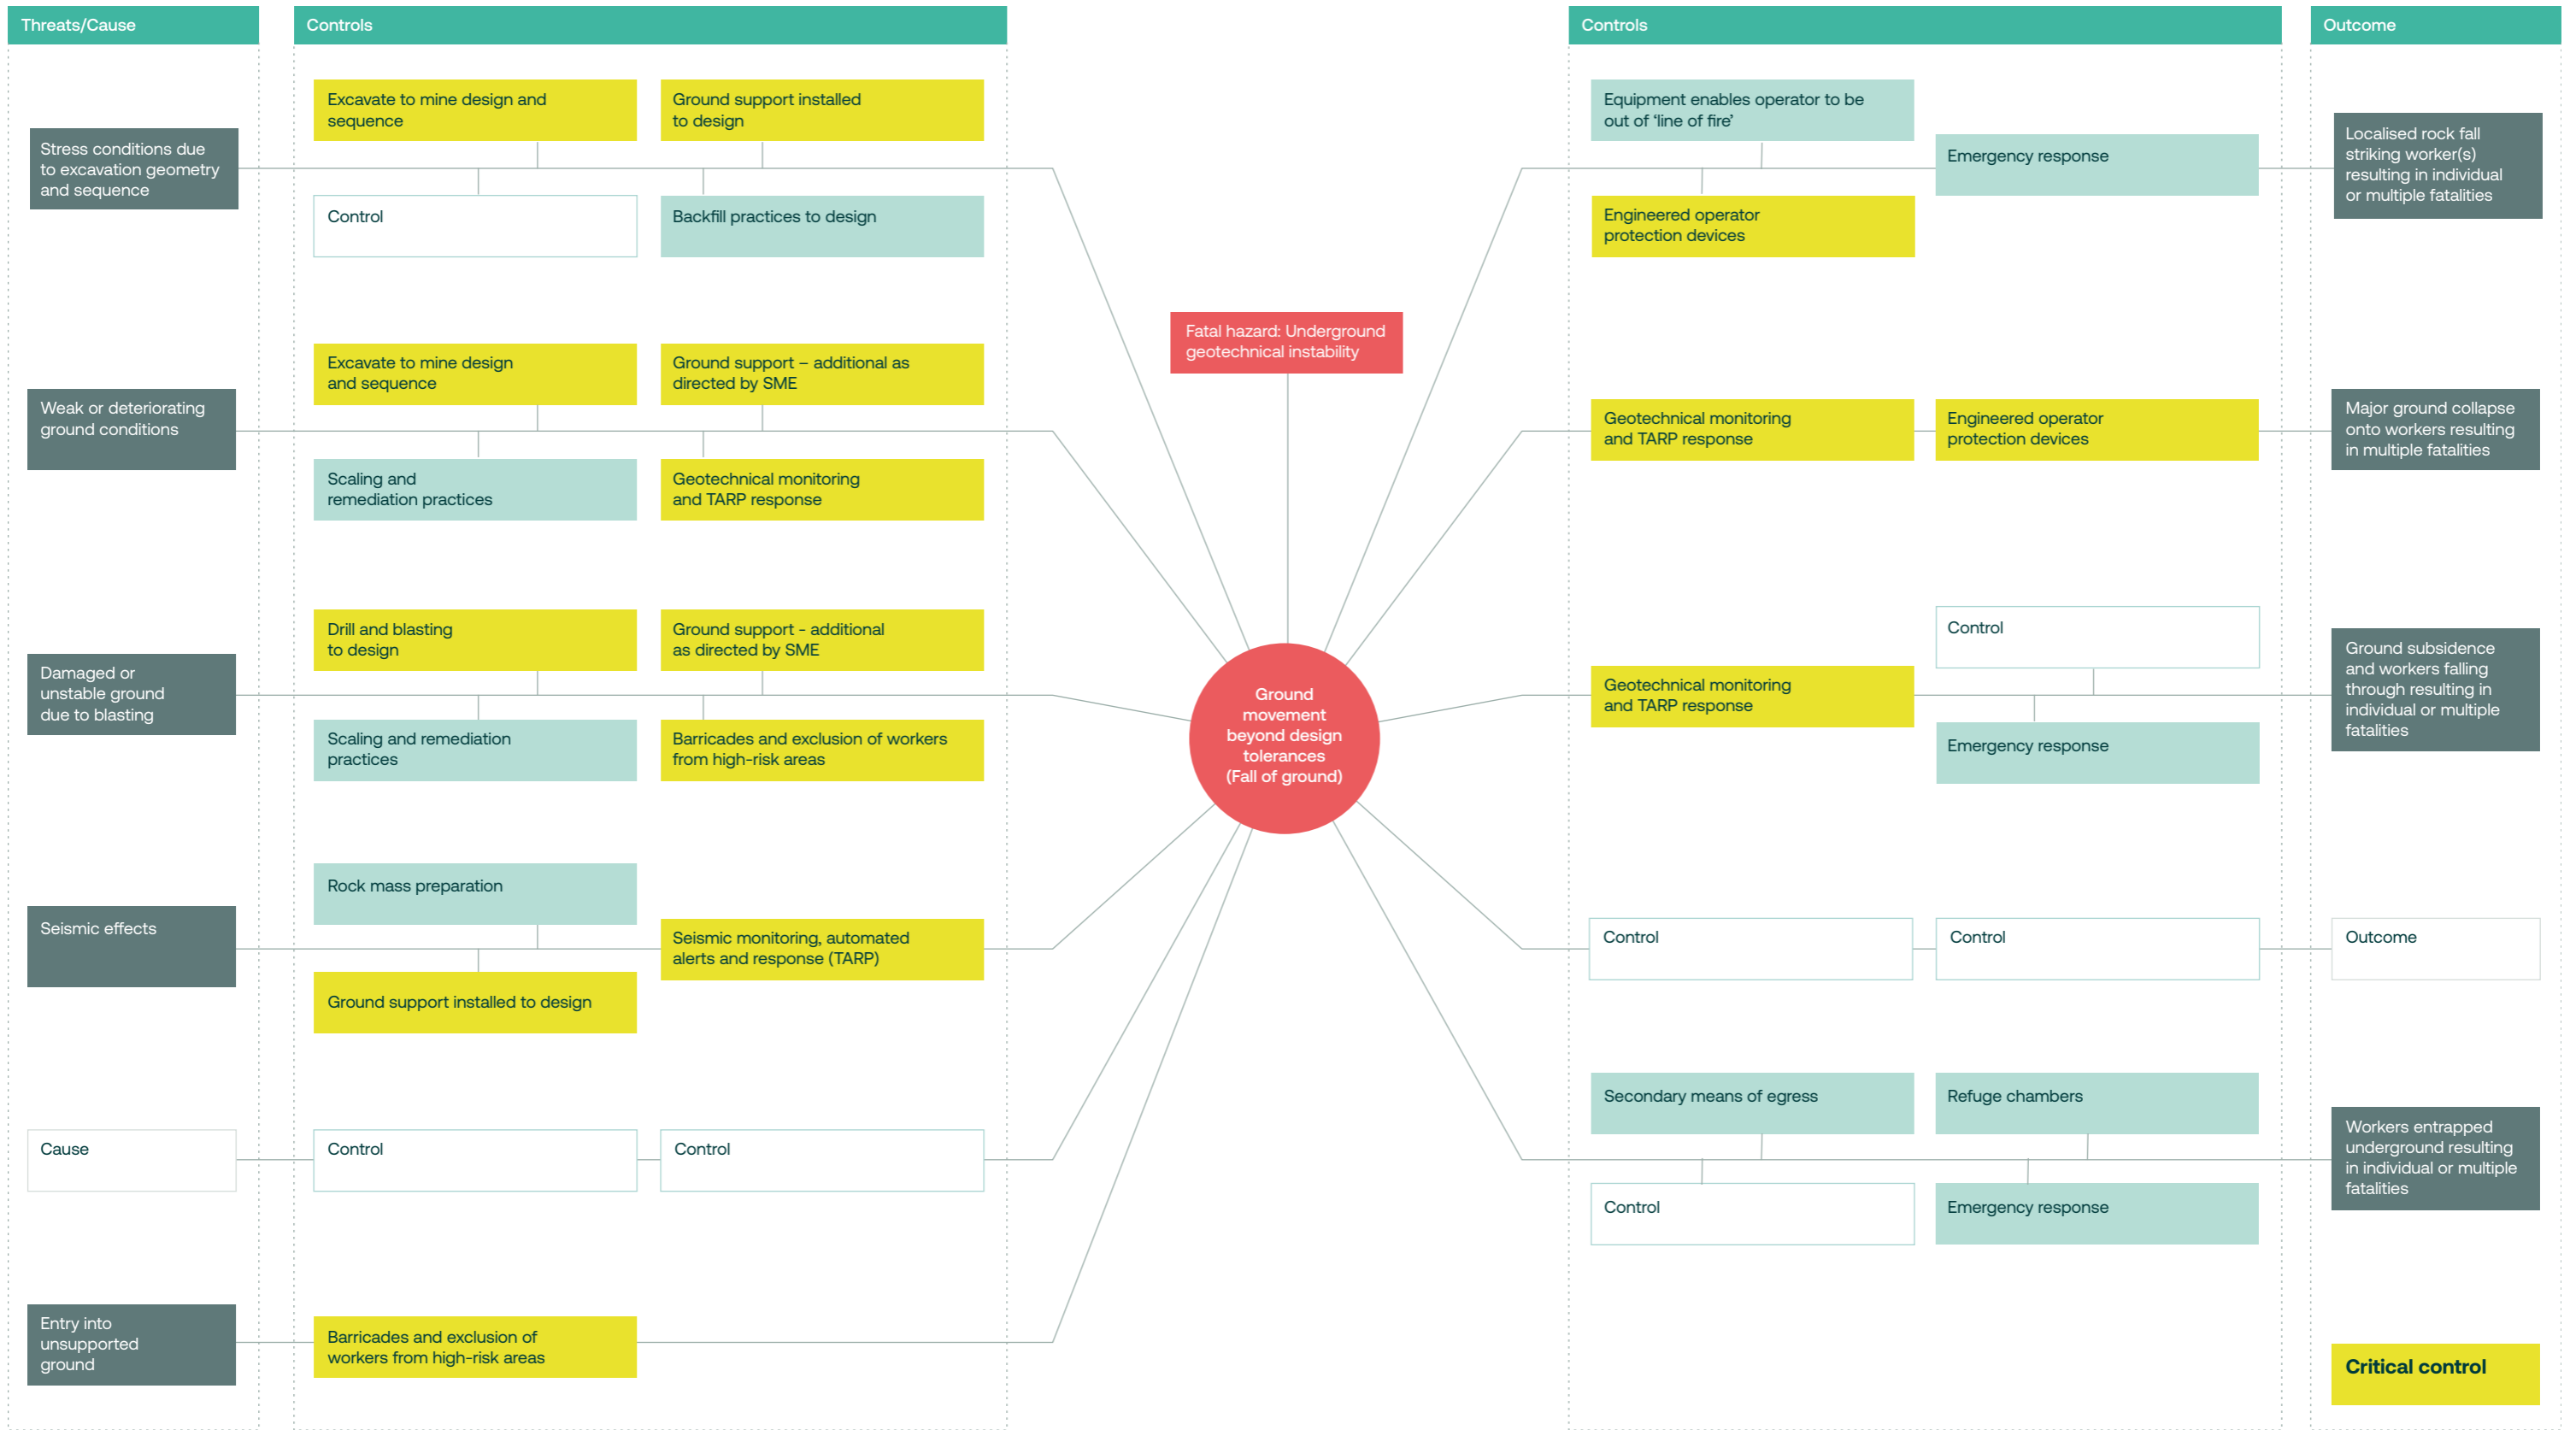 Threats/Cause
Controls
Controls
Outcome
Stress conditions due
to excavation geometry
and sequence
Excavate to mine design and
sequence
Ground support installed
to design
Control
Backfill practices to design
Equipment enables operator to be
out of ‘line of fire’
Engineered operator
protection devices
Emergency response
Localised rock fall
striking worker(s)
resulting in individual
or multiple fatalities
Fatal hazard: Underground
geotechnical instability
Weak or deteriorating
ground conditions
Excavate to mine design
and sequence
Ground support – additional as
directed by SME
Scaling and
remediation practices
Geotechnical monitoring
and TARP response
Geotechnical monitoring
and TARP response
Engineered operator
protection devices
Major ground collapse
onto workers resulting
in multiple fatalities
Damaged or
unstable ground
due to blasting
Drill and blasting
to design
Ground support - additional
as directed by SME
Scaling and remediation
practices
Barricades and exclusion of workers
from high-risk areas
Ground
movement
beyond design
tolerances
(Fall of ground)
Geotechnical monitoring
and TARP response
Control
Emergency response
Ground subsidence
and workers falling
through resulting in
individual or multiple
fatalities
Seismic effects
Rock mass preparation
Ground support installed to design
Seismic monitoring, automated
alerts and response (TARP)
Control
Control
Outcome
Cause
Control
Control
Secondary means of egress
Refuge chambers
Control
Emergency response
Workers entrapped
underground resulting
in individual or multiple
fatalities
Entry into
unsupported
ground
Barricades and exclusion of
workers from high-risk areas
Critical control